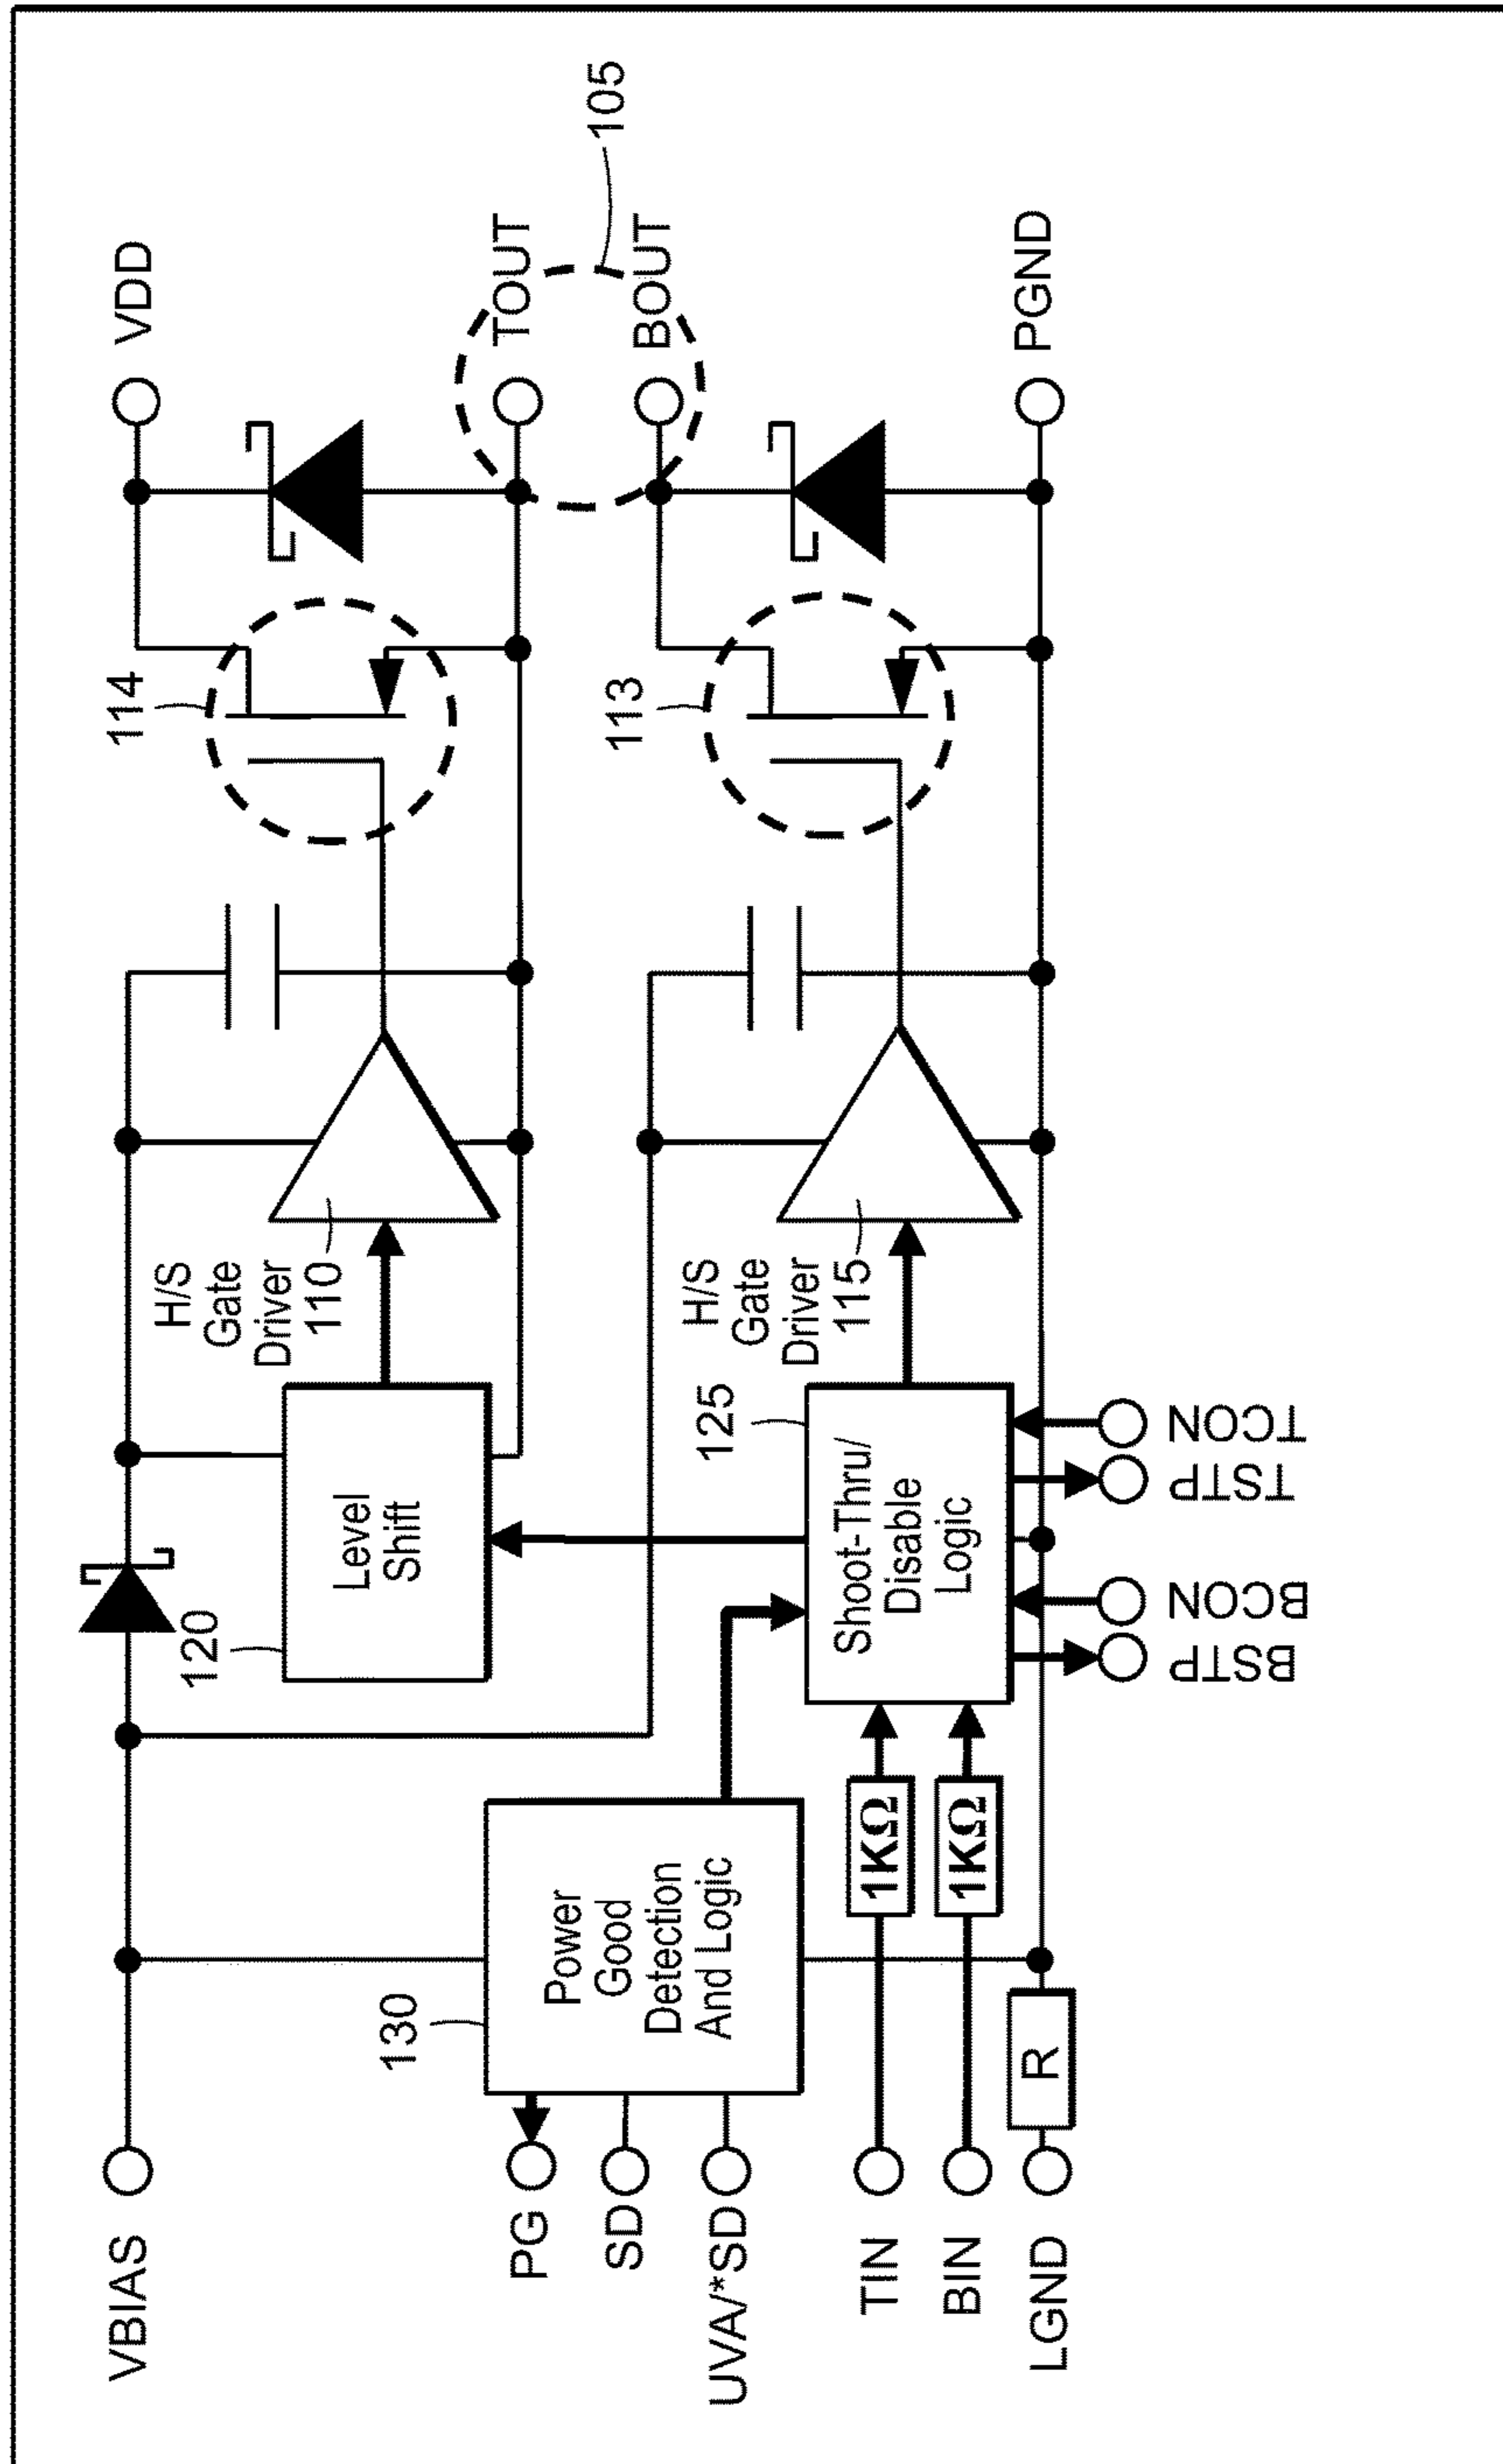 VBIAS
PG
SD
UVA/*SD
TIN
BIN
LGND
R
130
Power
Good
Detection
And Logic
1KΩ
1KΩ
120
Level
Shift
125
Shoot-Thru/
Disable
Logic
BSTP
BCON
TSTP
TCON
H/S
Gate
Driver
110
H/S
Gate
Driver
115
114
113
VDD
TOUT
BOUT
105
PGND